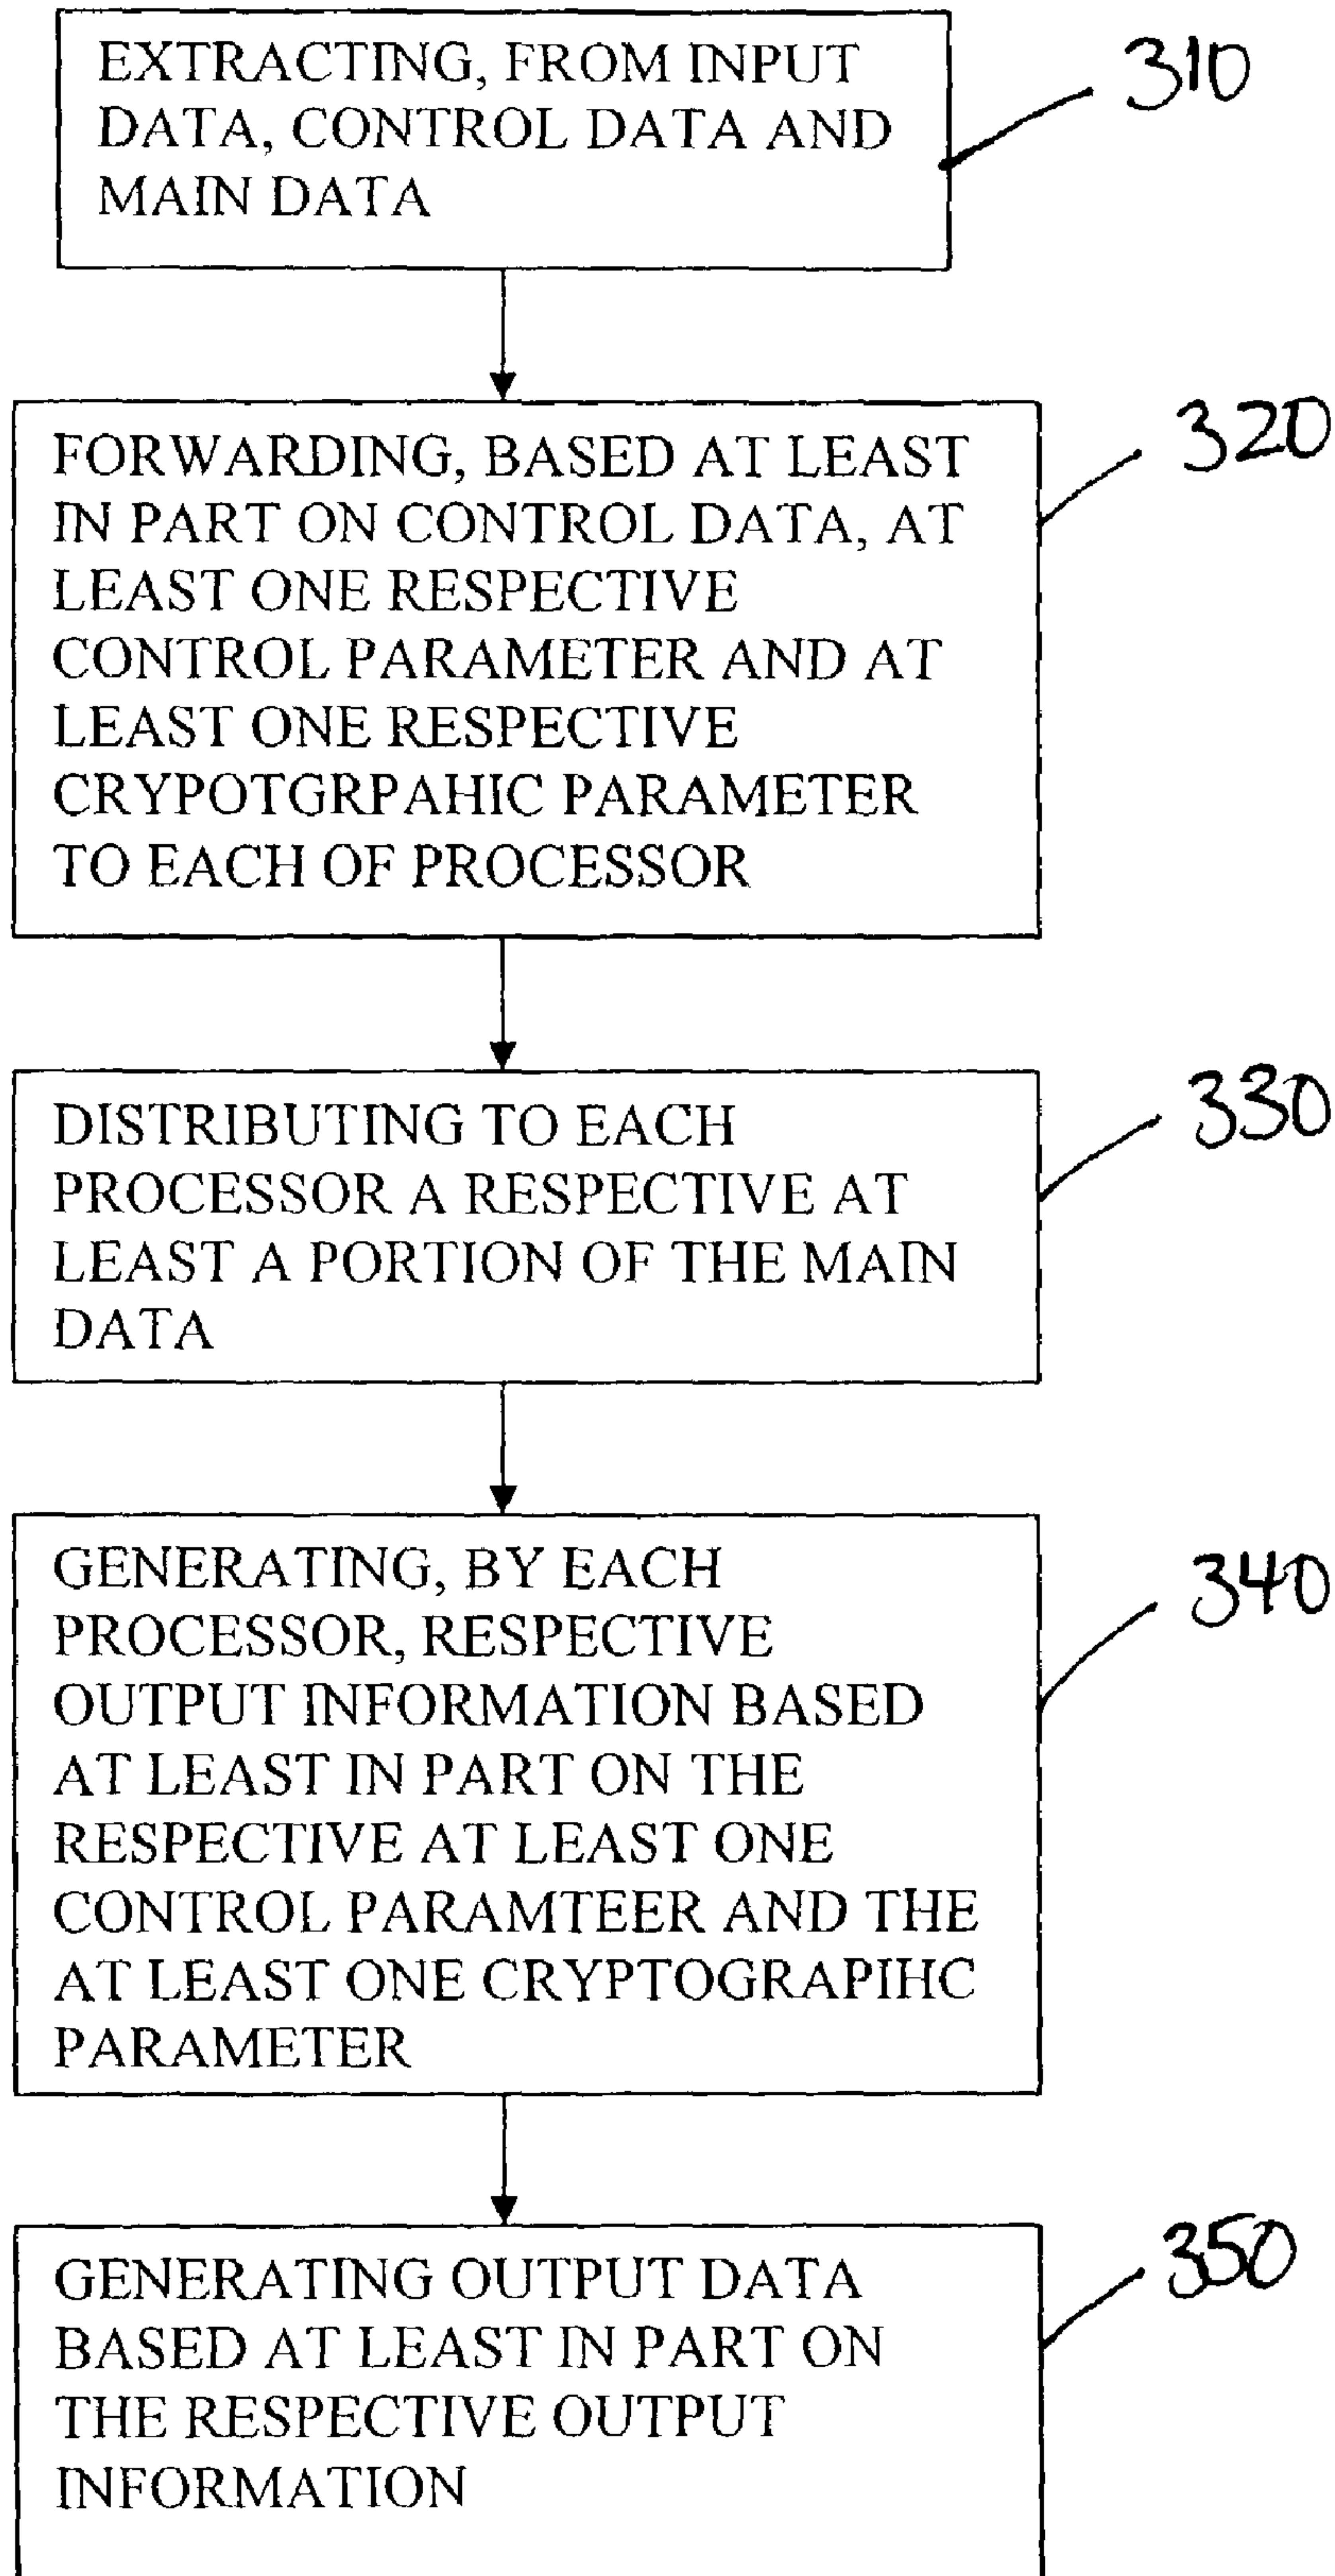 EXTRACTING, FROM INPUT
DATA, CONTROL DATA AND
MAIN DATA
310
FORWARDING, BASED AT LEAST
IN PART ON CONTROL DATA, AT
LEAST ONE RESPECTIVE
CONTROL PARAMETER AND AT
LEAST ONE RESPECTIVE
CRYPOTGRPAHIC PARAMETER
TO EACH OF PROCESSOR
320
DISTRIBUTING TO EACH
PROCESSOR A RESPECTIVE AT
LEAST A PORTION OF THE MAIN
DATA
330
GENERATING, BY EACH
PROCESSOR, RESPECTIVE
OUTPUT INFORMATION BASED
AT LEAST IN PART ON THE
RESPECTIVE AT LEAST ONE
CONTROL PARAMTEER AND THE
AT LEAST ONE CRYPTOGRAPIHC
PARAMETER
340
GENERATING OUTPUT DATA
BASED AT LEAST IN PART ON
THE RESPECTIVE OUTPUT
INFORMATION
350